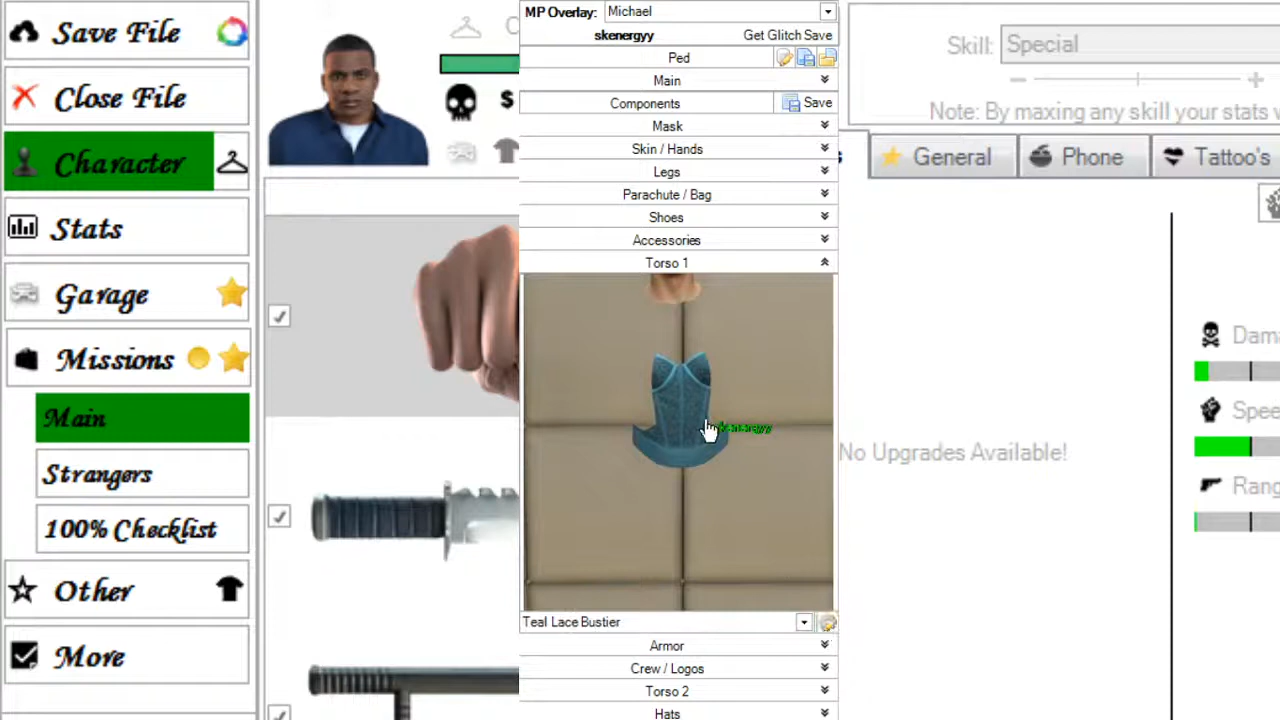 Save File
Close File
Character
Stats
Garage
Missions
Main
Strangers
100% Checklist
Other
More
$
MP Overlay: Michael
skenergyy Get Glitch Save
Ped
Main
Components Save
Mask
Skin / Hands
Legs
Parachute / Bag
Shoes
Accessories
Torso 1
skenergyy
Teal Lace Bustier
Armor
Crew / Logos
Torso 2
Hats
Skill: Special
Note: By maxing any skill your stats
General
Phone
Tattoo's
No Upgrades Available!